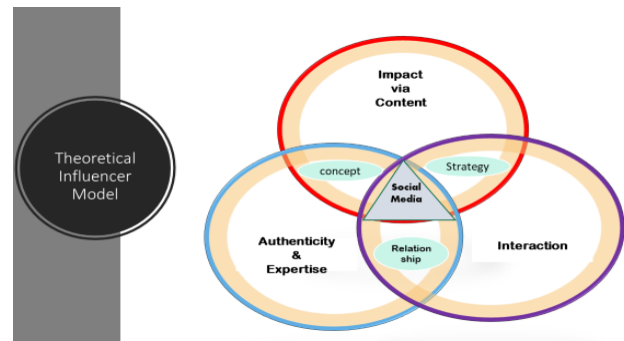 Theoretical
Influencer
Model
Impact
via
Content
concept
Strategy
Social
Media
Authenticity
&
Expertise
Relation
ship
Interaction